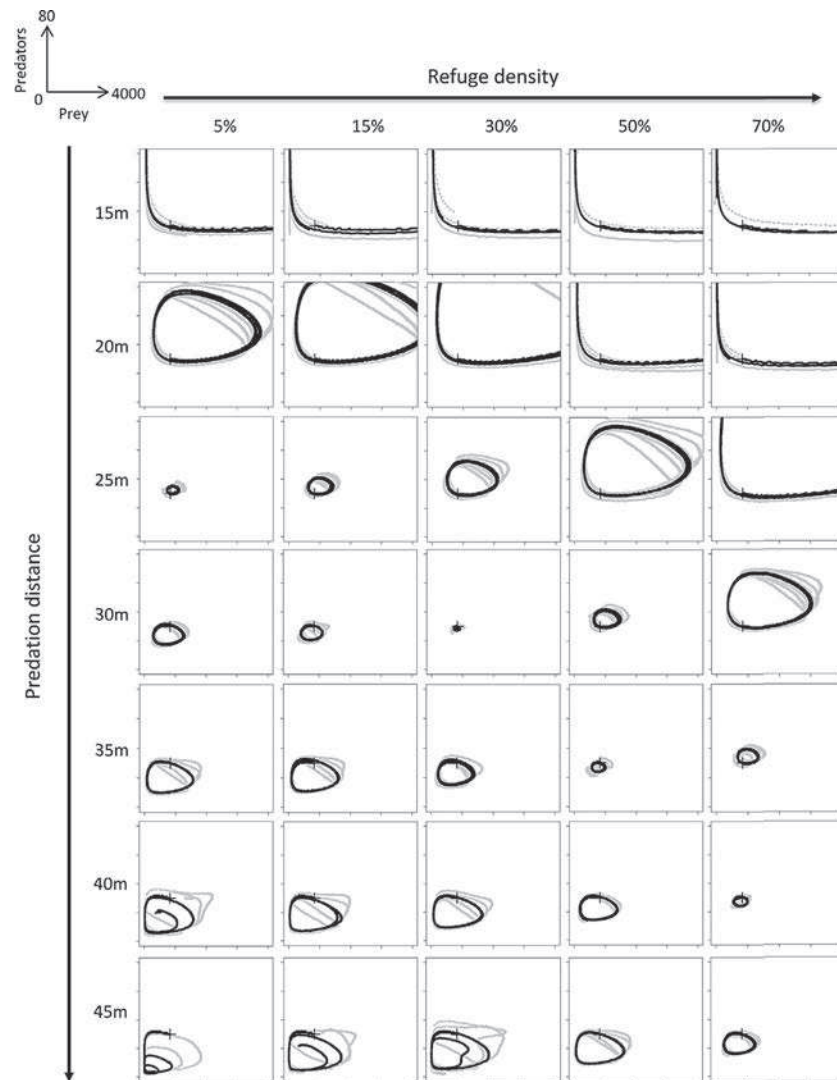 80
Predators
0
4000
Prey
Refuge density
5% 15% 30% 50% 70%
Predation distance
15m
20m
25m
30m
35m
40m
45m